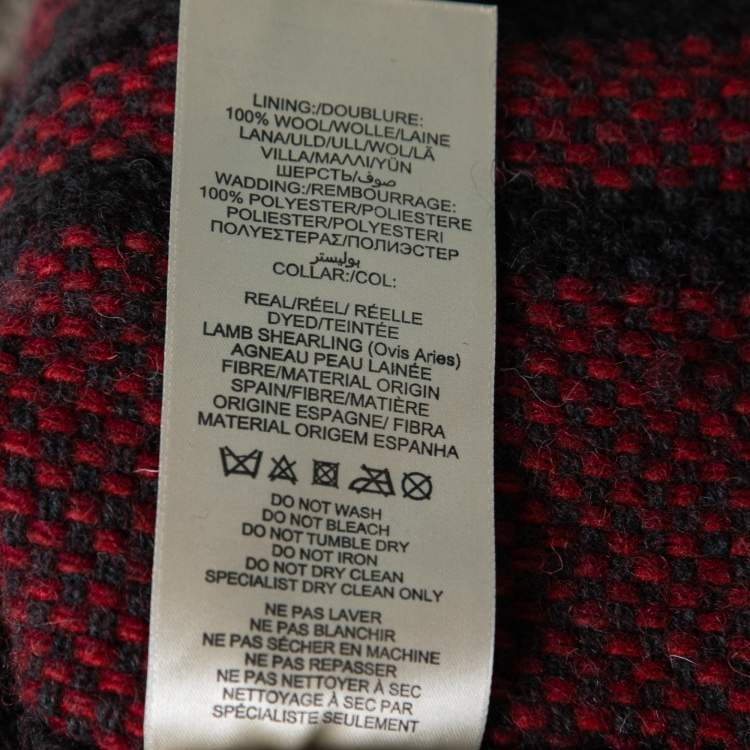 LINING:/DOUBLURE:
100% WOOL/WOLLE/LAINE
LANA/ULD/ULL/WOL/LÃ
VILLA/ΜΑΛΛΙ/YÜN
ШЕРСТЬ/صوف
WADDING:/REMBOURRAGE:
100% POLYESTER/POLIESTERE
POLIESTER/POLYESTERI
ΠΟΛΥΕΣΤΕΡΑΣ/ПОЛИЭСТЕР
بوليستر
COLLAR:/COL:
REAL/RÉEL/ RÉELLE
DYED/TEINTÉE
LAMB SHEARLING (Ovis Aries)
AGNEAU PEAU LAINÉE
FIBRE/MATERIAL ORIGIN
SPAIN/FIBRE/MATIÈRE
ORIGINE ESPAGNE/ FIBRA
MATERIAL ORIGEM ESPANHA
DO NOT WASH
DO NOT BLEACH
DO NOT TUMBLE DRY
DO NOT IRON
DO NOT DRY CLEAN
SPECIALIST DRY CLEAN ONLY
NE PAS LAVER
NE PAS BLANCHIR
NE PAS SÉCHER EN MACHINE
NE PAS REPASSER
NE PAS NETTOYER À SEC
NETTOYAGE À SEC PAR
SPÉCIALISTE SEULEMENT